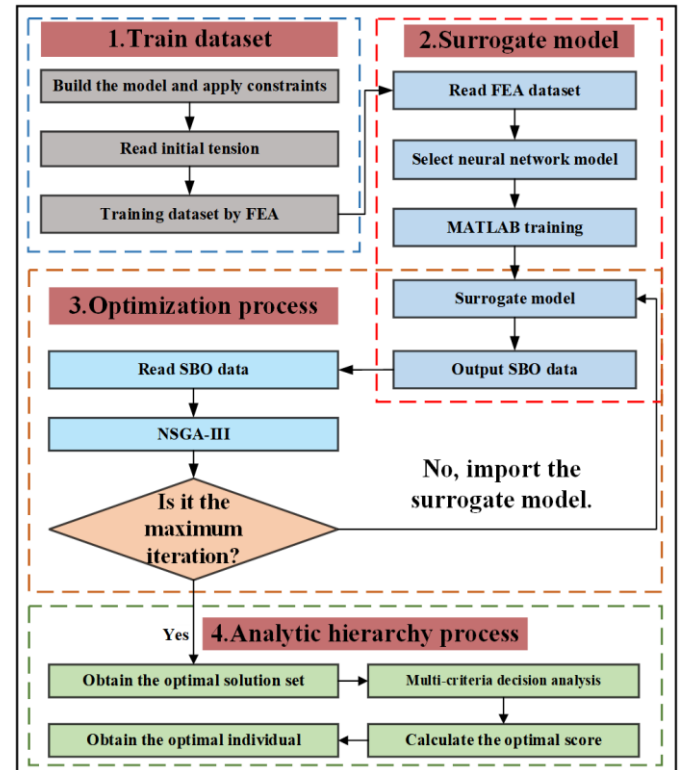 1.Train dataset
Build the model and apply constraints
Read initial tension
Training dataset by FEA
2.Surrogate model
Read FEA dataset
Select neural network model
MATLAB training
Surrogate model
Output SBO data
3.Optimization process
Read SBO data
NSGA-III
Is it the
maximum
iteration?
No, import the
surrogate model.
Yes
4.Analytic hierarchy process
Obtain the optimal solution set
Multi-criteria decision analysis
Calculate the optimal score
Obtain the optimal individual